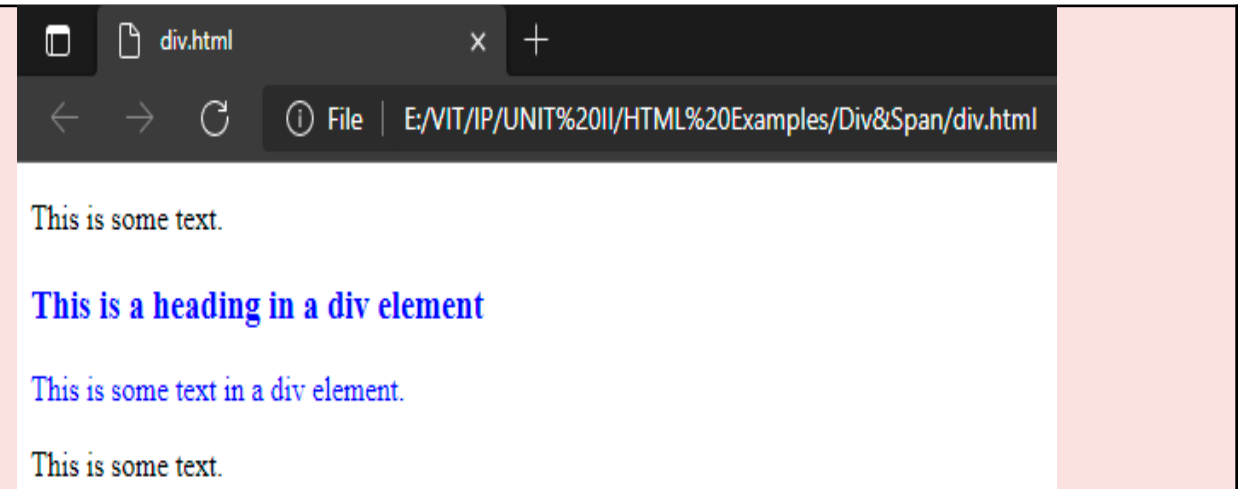 div.html
File E:/VIT/IP/UNIT%20II/HTML%20Examples/Div&Span/div.html
This is some text.
This is a heading in a div element
This is some text in a div element.
This is some text.